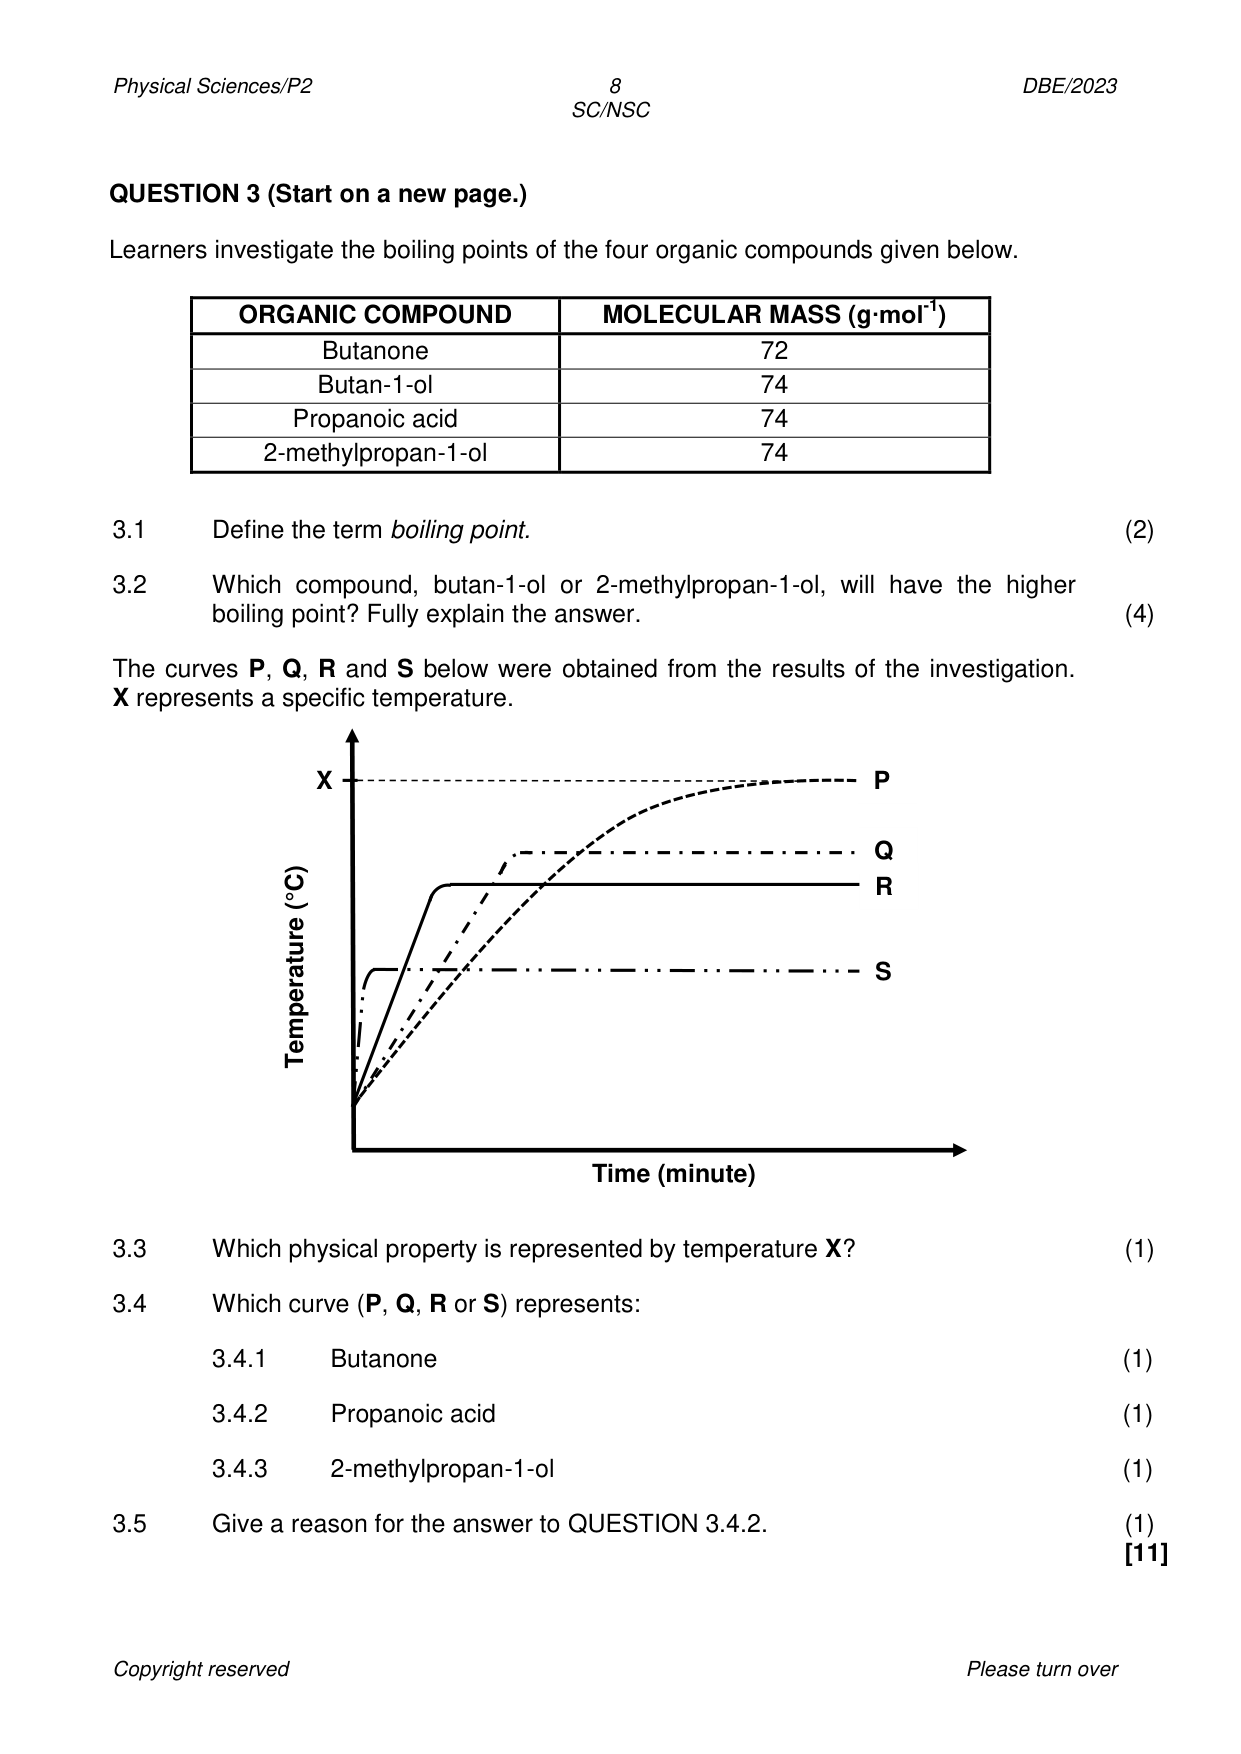 Physical Sciences/P2 8 DBE/2023
SC/NSC
QUESTION 3 (Start on a new page.)
Learners investigate the boiling points of the four organic compounds given below.
ORGANIC COMPOUND MOLECULAR MASS (g·mol⁻¹)
Butanone 72
Butan-1-ol 74
Propanoic acid 74
2-methylpropan-1-ol 74
3.1 Define the term boiling point. (2)
3.2 Which compound, butan-1-ol or 2-methylpropan-1-ol, will have the higher
boiling point? Fully explain the answer. (4)
The curves P, Q, R and S below were obtained from the results of the investigation.
X represents a specific temperature.
X P
Q
R
S
Temperature (°C)
Time (minute)
3.3 Which physical property is represented by temperature X? (1)
3.4 Which curve (P, Q, R or S) represents:
3.4.1 Butanone (1)
3.4.2 Propanoic acid (1)
3.4.3 2-methylpropan-1-ol (1)
3.5 Give a reason for the answer to QUESTION 3.4.2. (1)
[11]
Copyright reserved Please turn over